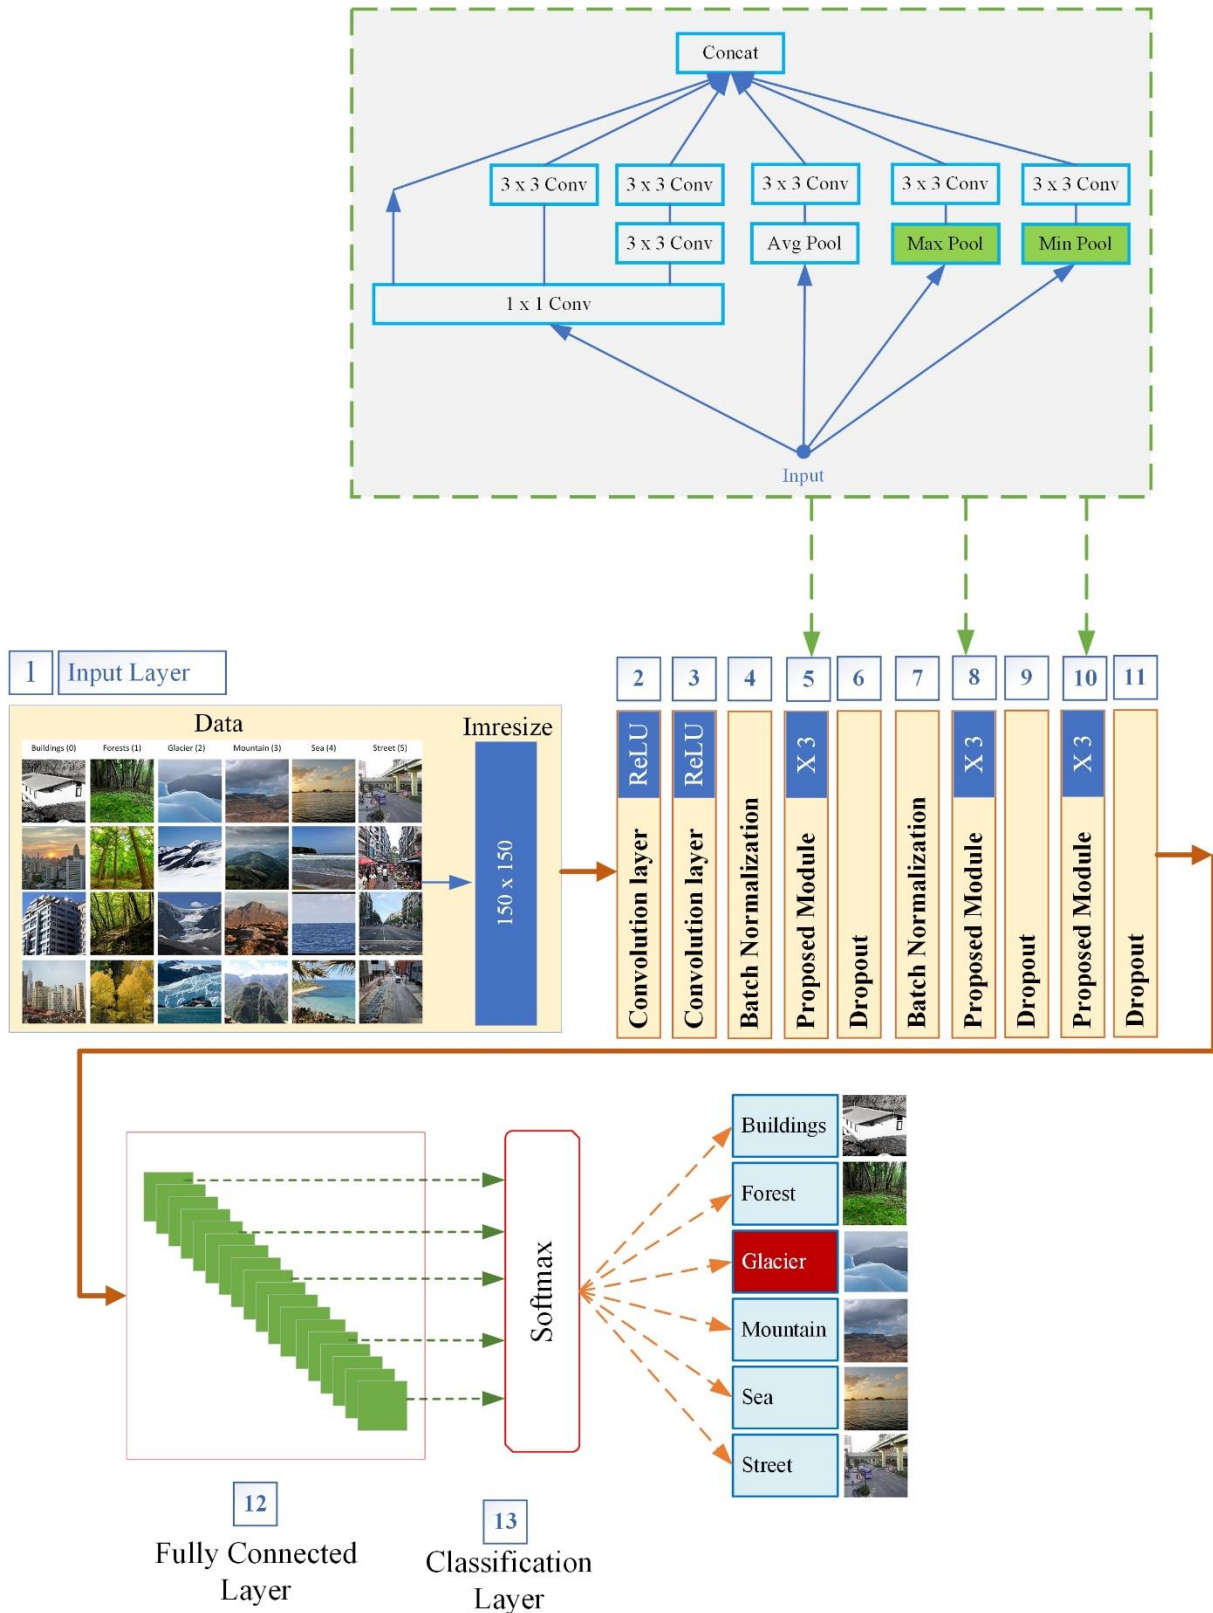 Concat
3 x 3 Conv
3 x 3 Conv
3 x 3 Conv
3 x 3 Conv
3 x 3 Conv
3 x 3 Conv
Avg Pool
Max Pool
Min Pool
1 x 1 Conv
Input
1
Input Layer
2
3
4
5
6
7
8
9
10
11
Data
Imresize
Buildings (0)
Forests (1)
Glacier (2)
Mountain (3)
Sea (4)
Street (5)
150 x 150
ReLU
Convolution layer
ReLU
Convolution layer
Batch Normalization
X 3
Proposed Module
Dropout
Batch Normalization
X 3
Proposed Module
Dropout
X 3
Proposed Module
Dropout
Softmax
Buildings
Forest
Glacier
Mountain
Sea
Street
12
Fully Connected
Layer
13
Classification
Layer